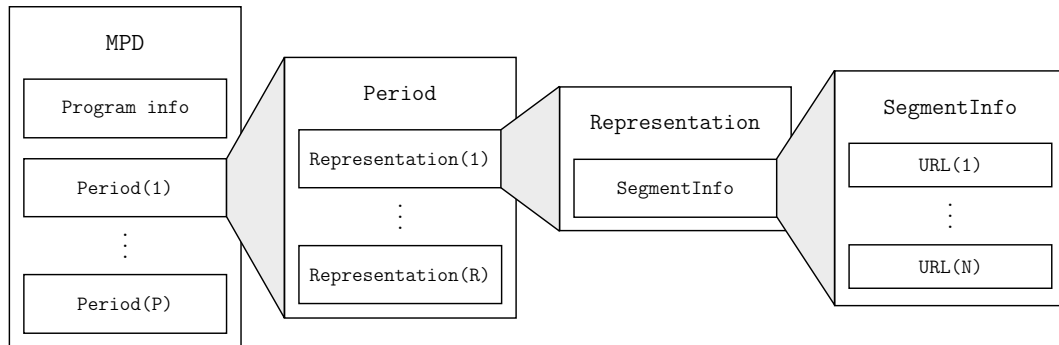 MPD
Program info
Period(1)
⋮
Period(P)
Period
Representation(1)
⋮
Representation(R)
Representation
SegmentInfo
SegmentInfo
URL(1)
⋮
URL(N)